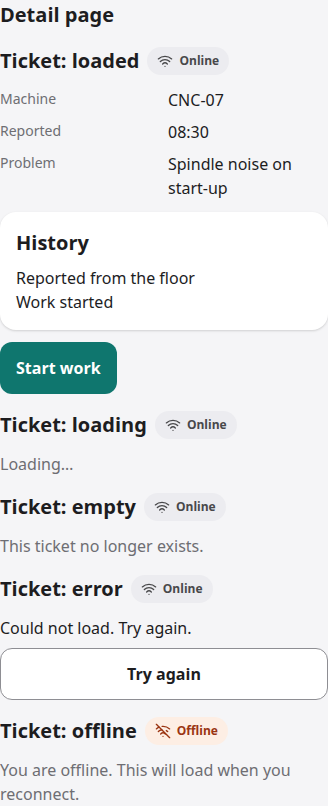 Detail page
Ticket: loaded Online
Machine CNC-07
Reported 08:30
Problem Spindle noise on
start-up
History
Reported from the floor
Work started
Start work
Ticket: loading Online
Loading...
Ticket: empty Online
This ticket no longer exists.
Ticket: error Online
Could not load. Try again.
Try again
Ticket: offline Offline
You are offline. This will load when you
reconnect.